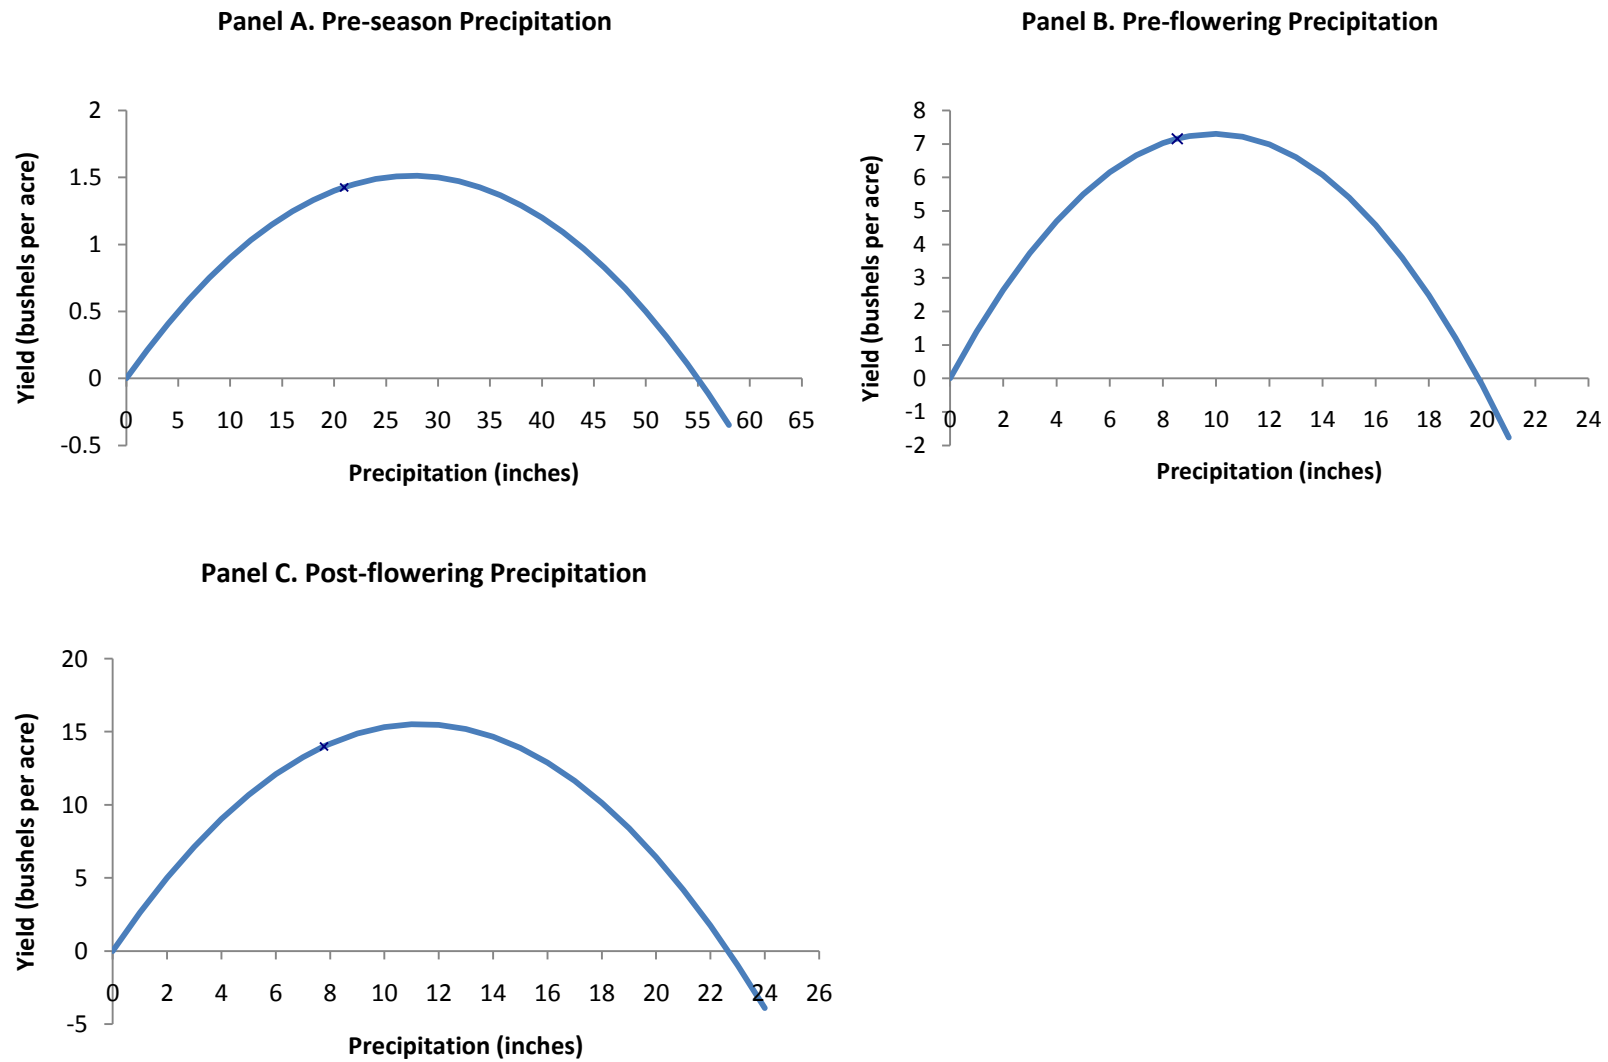 Panel A. Pre-season Precipitation
2
1.5
1
0.5
0
-0.5
Yield (bushels per acre)
0 5 10 15 20 25 30 35 40 45 50 55 60 65
Precipitation (inches)
Panel B. Pre-flowering Precipitation
8
7
6
5
4
3
2
1
0
-1
-2
Yield (bushels per acre)
0 2 4 6 8 10 12 14 16 18 20 22 24
Precipitation (inches)
Panel C. Post-flowering Precipitation
20
15
10
5
0
-5
Yield (bushels per acre)
0 2 4 6 8 10 12 14 16 18 20 22 24 26
Precipitation (inches)